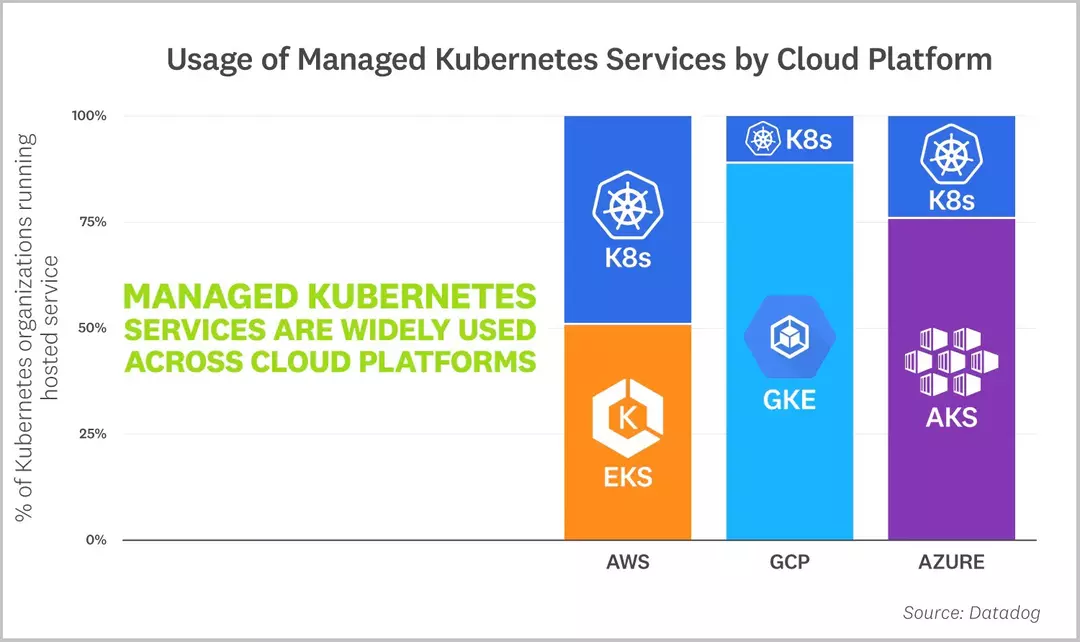 Usage of Managed Kubernetes Services by Cloud Platform
% of Kubernetes organizations running
hosted service
100%
75%
50%
25%
0%
MANAGED KUBERNETES
SERVICES ARE WIDELY USED
ACROSS CLOUD PLATFORMS
K8s
K
EKS
K8s
GKE
K8s
AKS
AWS
GCP
AZURE
Source: Datadog